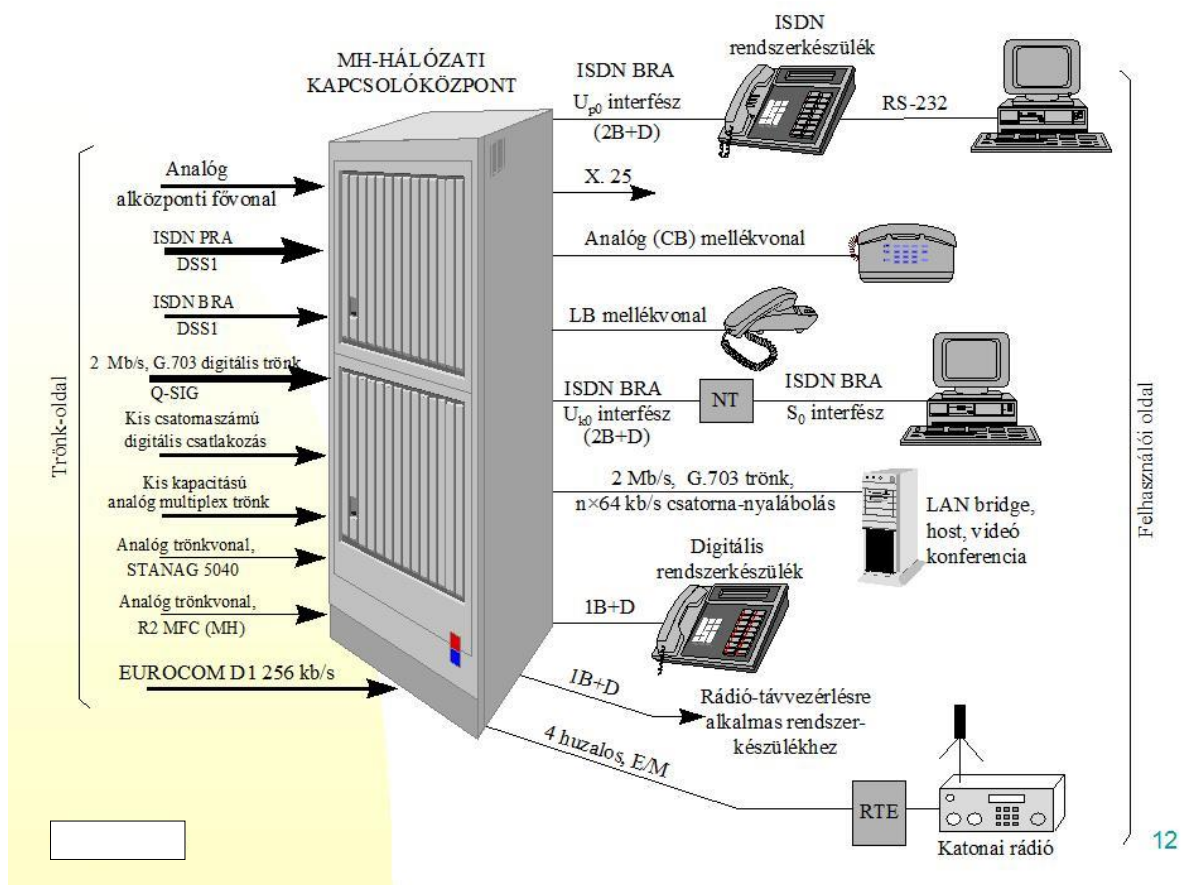 MH-HÁLÓZATI
KAPCSOLÓKÖZPONT
Trönk-oldal
Analóg
alközponti fővonal
ISDN PRA
DSS1
ISDN BRA
DSS1
2 Mb/s, G.703 digitális trönk
Q-SIG
Kis csatornaszámú
digitális csatlakozás
Kis kapacitású
analóg multiplex trönk
Analóg trönkvonal,
STANAG 5040
Analóg trönkvonal,
R2 MFC (MH)
EUROCOM D1 256 kb/s
ISDN BRA
Up0 interfész
(2B+D)
ISDN
rendszerkészülék
RS-232
X. 25
Analóg (CB) mellékvonal
LB mellékvonal
ISDN BRA
Uk0 interfész
(2B+D)
NT
ISDN BRA
S0 interfész
2 Mb/s, G.703 trönk,
n×64 kb/s csatorna-nyalábolás
LAN bridge,
host, videó
konferencia
Digitális
rendszerkészülék
1B+D
1B+D
Rádió-távvezérlésre
alkalmas rendszer-
készülékhez
4 huzalos, E/M
RTE
Katonai rádió
Felhasználói oldal
12